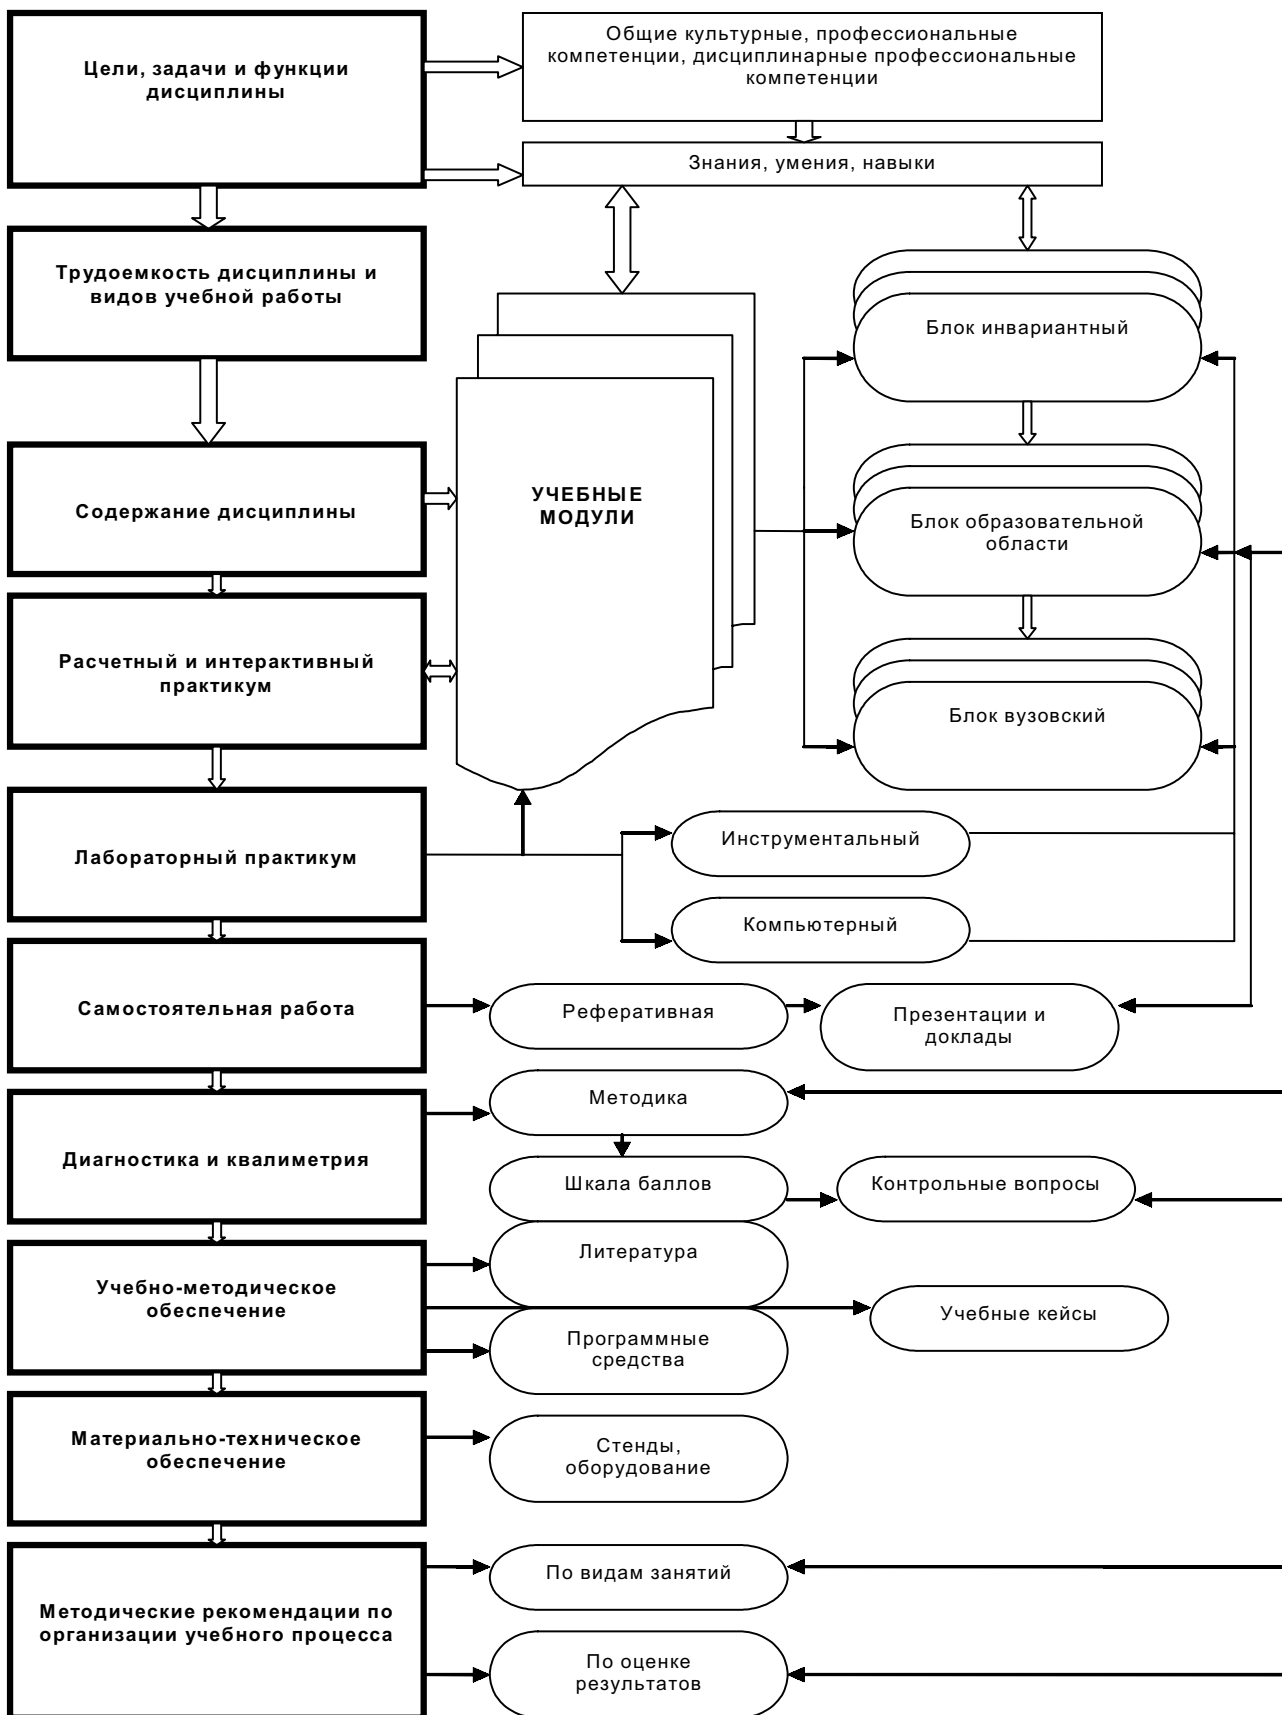 Цели, задачи и функции
дисциплины
Общие культурные, профессиональные
компетенции, дисциплинарные профессиональные
компетенции
Знания, умения, навыки
Трудоемкость дисциплины и
видов учебной работы
Блок инвариантный
Содержание дисциплины
УЧЕБНЫЕ
МОДУЛИ
Блок образовательной
области
Расчетный и интерактивный
практикум
Блок вузовский
Лабораторный практикум
Инструментальный
Компьютерный
Самостоятельная работа
Реферативная
Презентации и
доклады
Диагностика и квалиметрия
Методика
Шкала баллов
Контрольные вопросы
Учебно-методическое
обеспечение
Литература
Учебные кейсы
Программные
средства
Материально-техническое
обеспечение
Стенды,
оборудование
Методические рекомендации по
организации учебного процесса
По видам занятий
По оценке
результатов